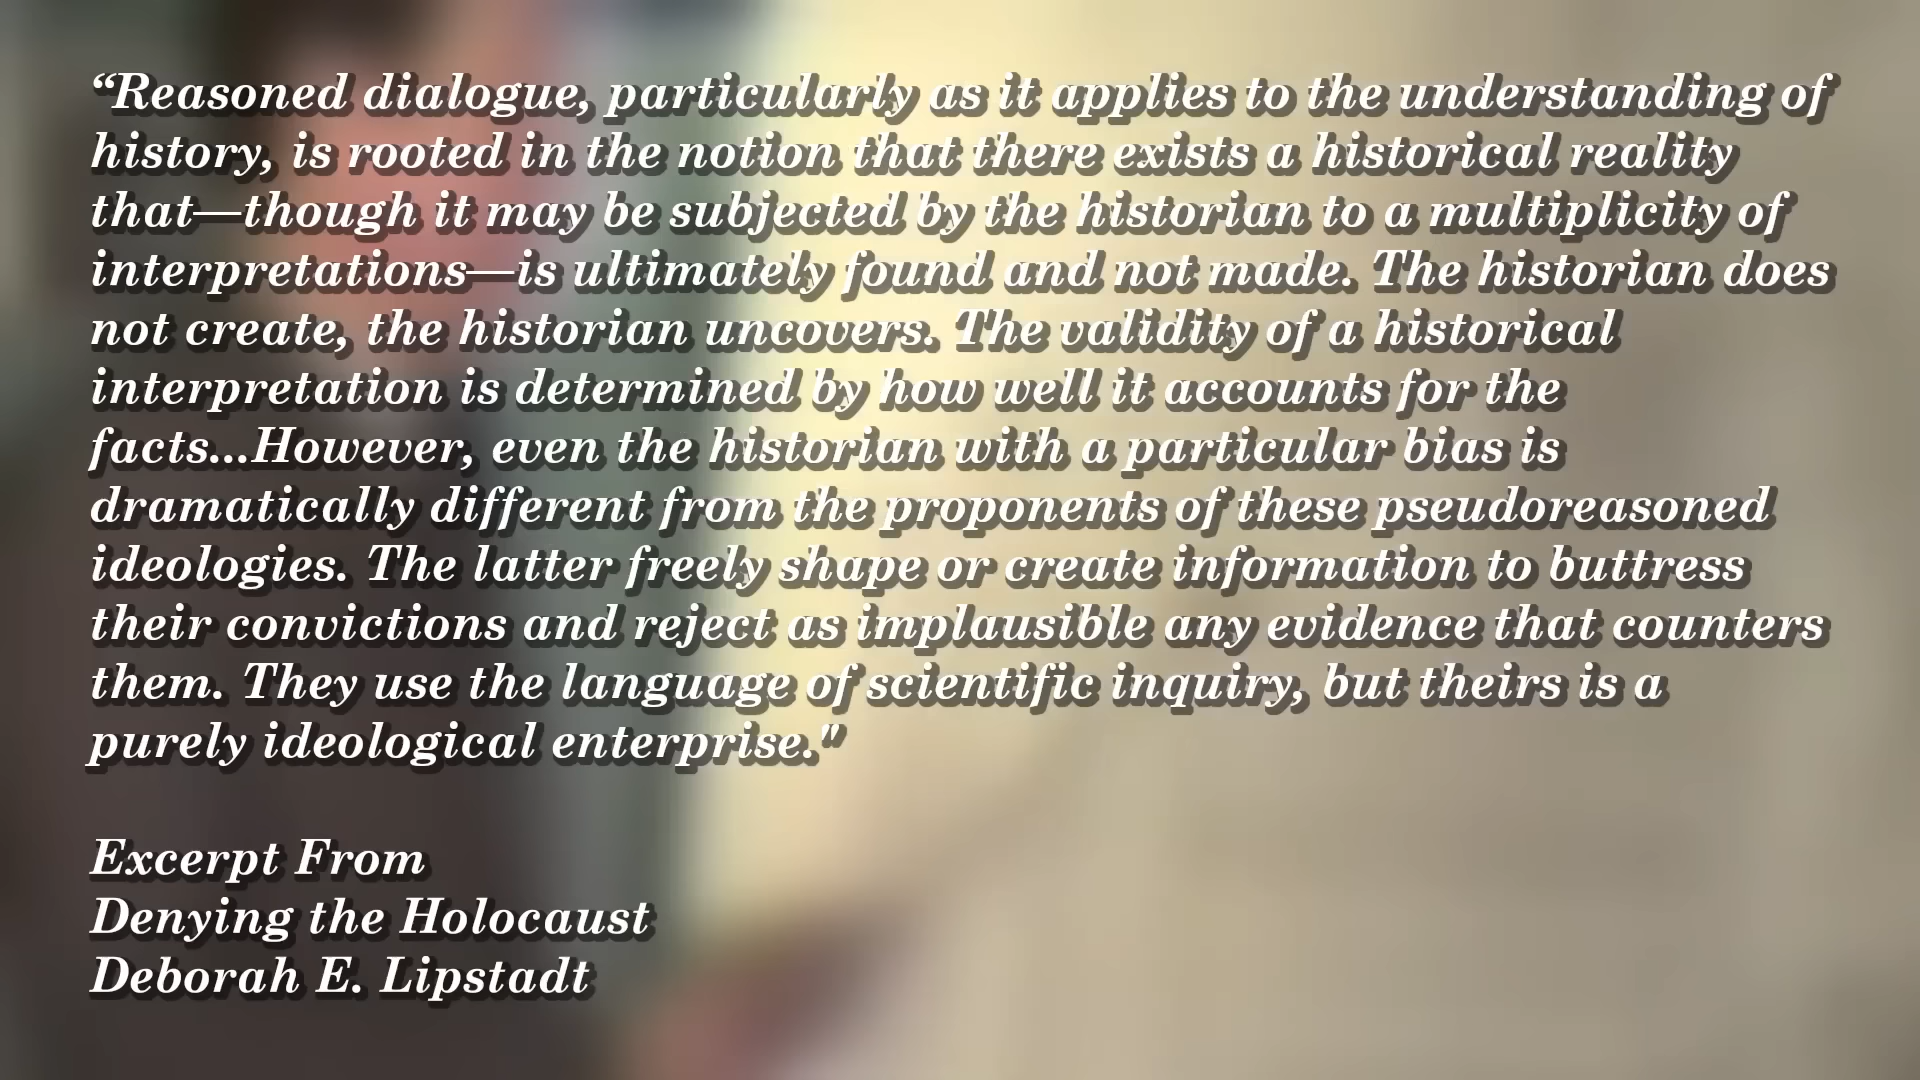 “Reasoned dialogue, particularly as it applies to the understanding of
history, is rooted in the notion that there exists a historical reality
that—though it may be subjected by the historian to a multiplicity of
interpretations—is ultimately found and not made. The historian does
not create, the historian uncovers. The validity of a historical
interpretation is determined by how well it accounts for the
facts...However, even the historian with a particular bias is
dramatically different from the proponents of these pseudoreasoned
ideologies. The latter freely shape or create information to buttress
their convictions and reject as implausible any evidence that counters
them. They use the language of scientific inquiry, but theirs is a
purely ideological enterprise."
Excerpt From
Denying the Holocaust
Deborah E. Lipstadt